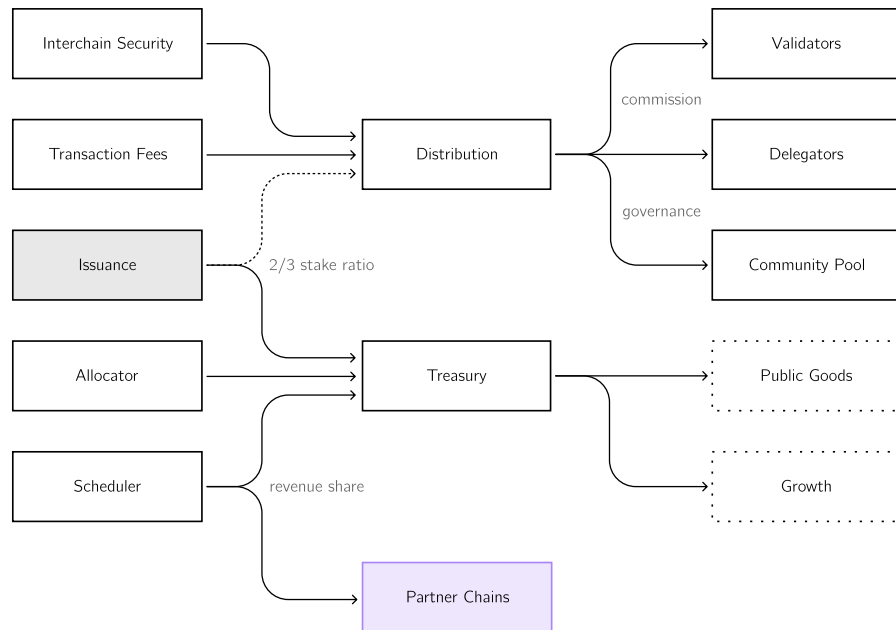 Interchain Security
Validators
commission
Transaction Fees
Distribution
Delegators
governance
Issuance
2/3 stake ratio
Community Pool
Allocator
Treasury
Public Goods
Scheduler
revenue share
Growth
Partner Chains